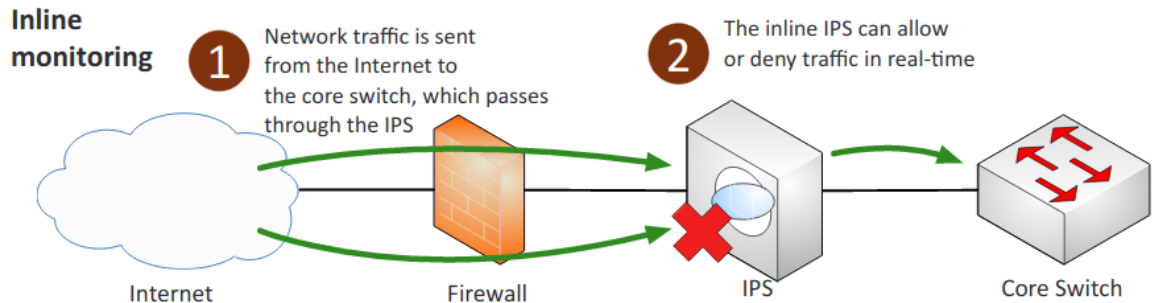 Inline
monitoring
1
Network traffic is sent
from the Internet to
the core switch, which passes
through the IPS
2
The inline IPS can allow
or deny traffic in real-time
Internet
Firewall
IPS
Core Switch